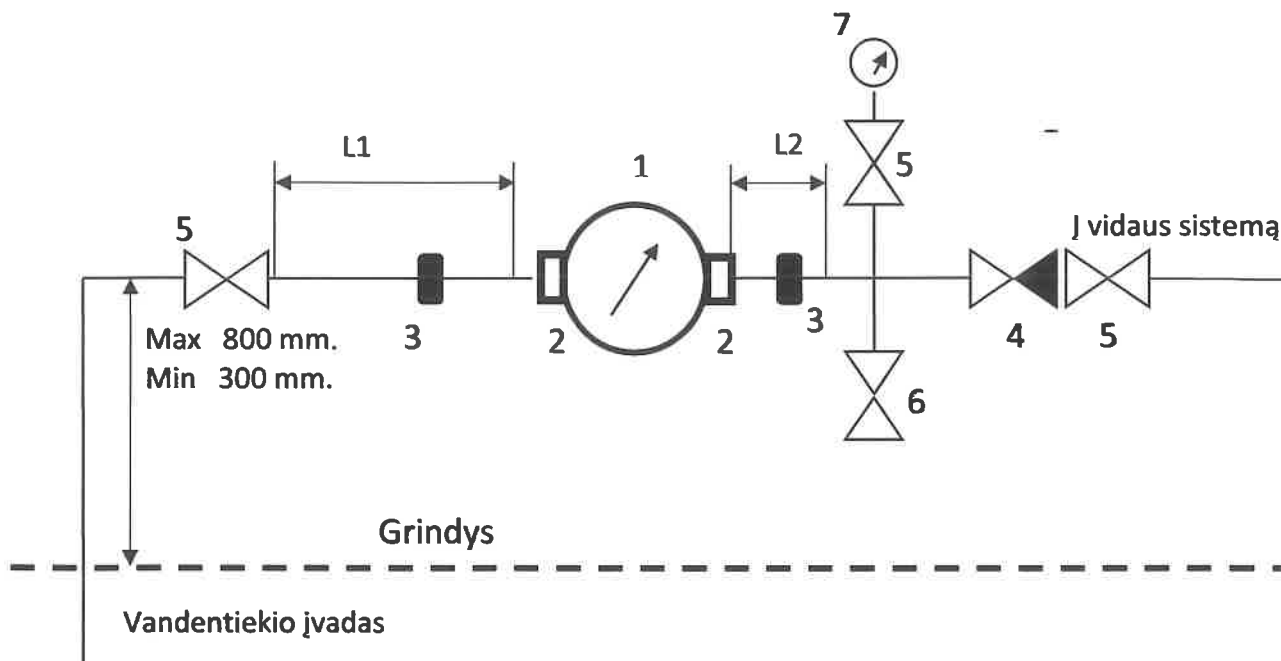 7
L1
1
L2
5
5
Į vidaus sistemą
3
2
2
3
4
5
Max 800 mm.
Min 300 mm.
6
Grindys
Vandentiekio įvadas